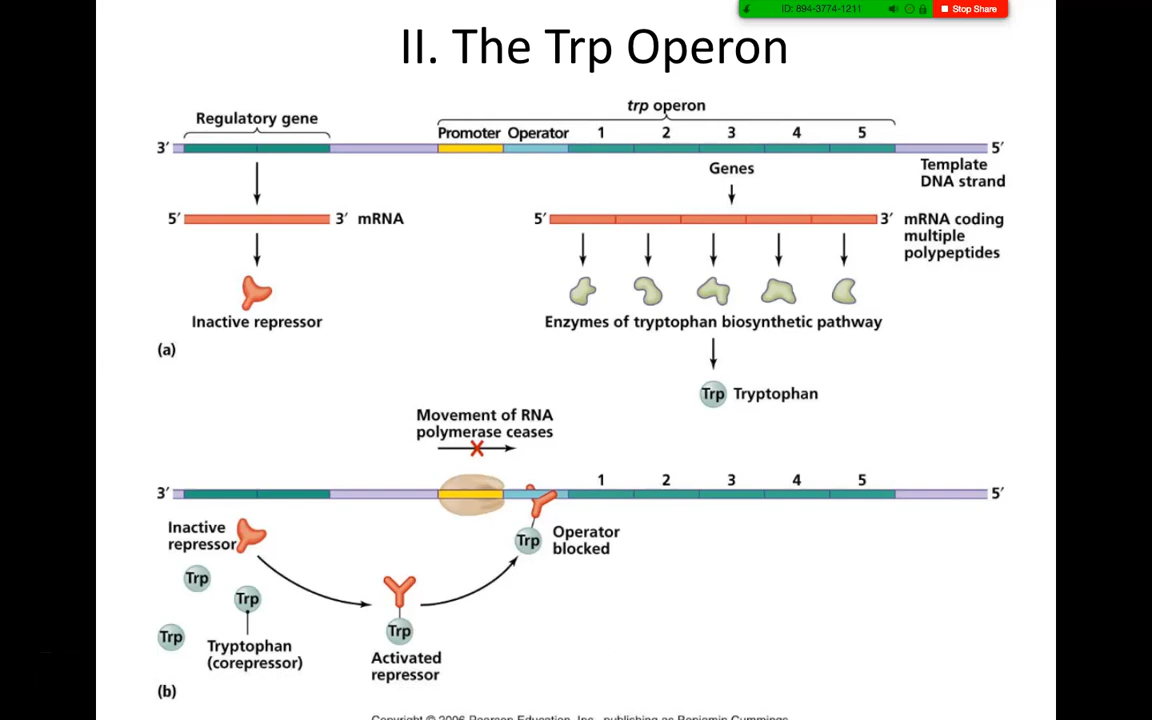 ID: 894-3774-1211
Stop Share
II. The Trp Operon
trp operon
Regulatory gene
Promoter Operator 1 2 3 4 5
3′ 5′
Genes
Template
DNA strand
5′ 3′ mRNA
5′ 3′ mRNA coding
multiple
polypeptides
Inactive repressor
Enzymes of tryptophan biosynthetic pathway
(a)
Trp Tryptophan
Movement of RNA
polymerase ceases
1 2 3 4 5
3′ 5′
Inactive
repressor
Trp
Operator
blocked
Trp
Trp
Trp
Trp
Tryptophan
(corepressor)
Activated
repressor
(b)
Copyright © 2006 Pearson Education, Inc., publishing as Benjamin Cummings